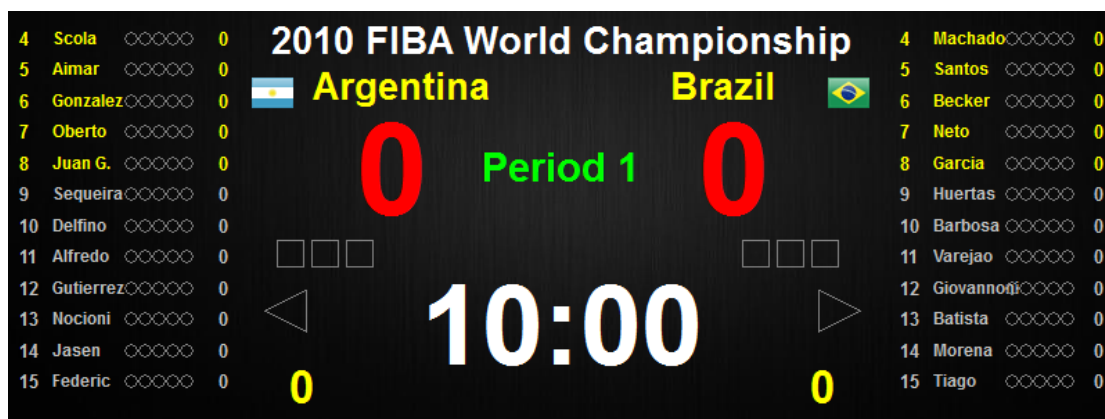 2010 FIBA World Championship
Argentina Brazil
0 Period 1 0
10:00
0 0
4 Scola 0
5 Aimar 0
6 Gonzalez 0
7 Oberto 0
8 Juan G. 0
9 Sequeira 0
10 Delfino 0
11 Alfredo 0
12 Gutierrez 0
13 Nocioni 0
14 Jasen 0
15 Federic 0
4 Machado 0
5 Santos 0
6 Becker 0
7 Neto 0
8 Garcia 0
9 Huertas 0
10 Barbosa 0
11 Varejao 0
12 Giovannoni 0
13 Batista 0
14 Morena 0
15 Tiago 0